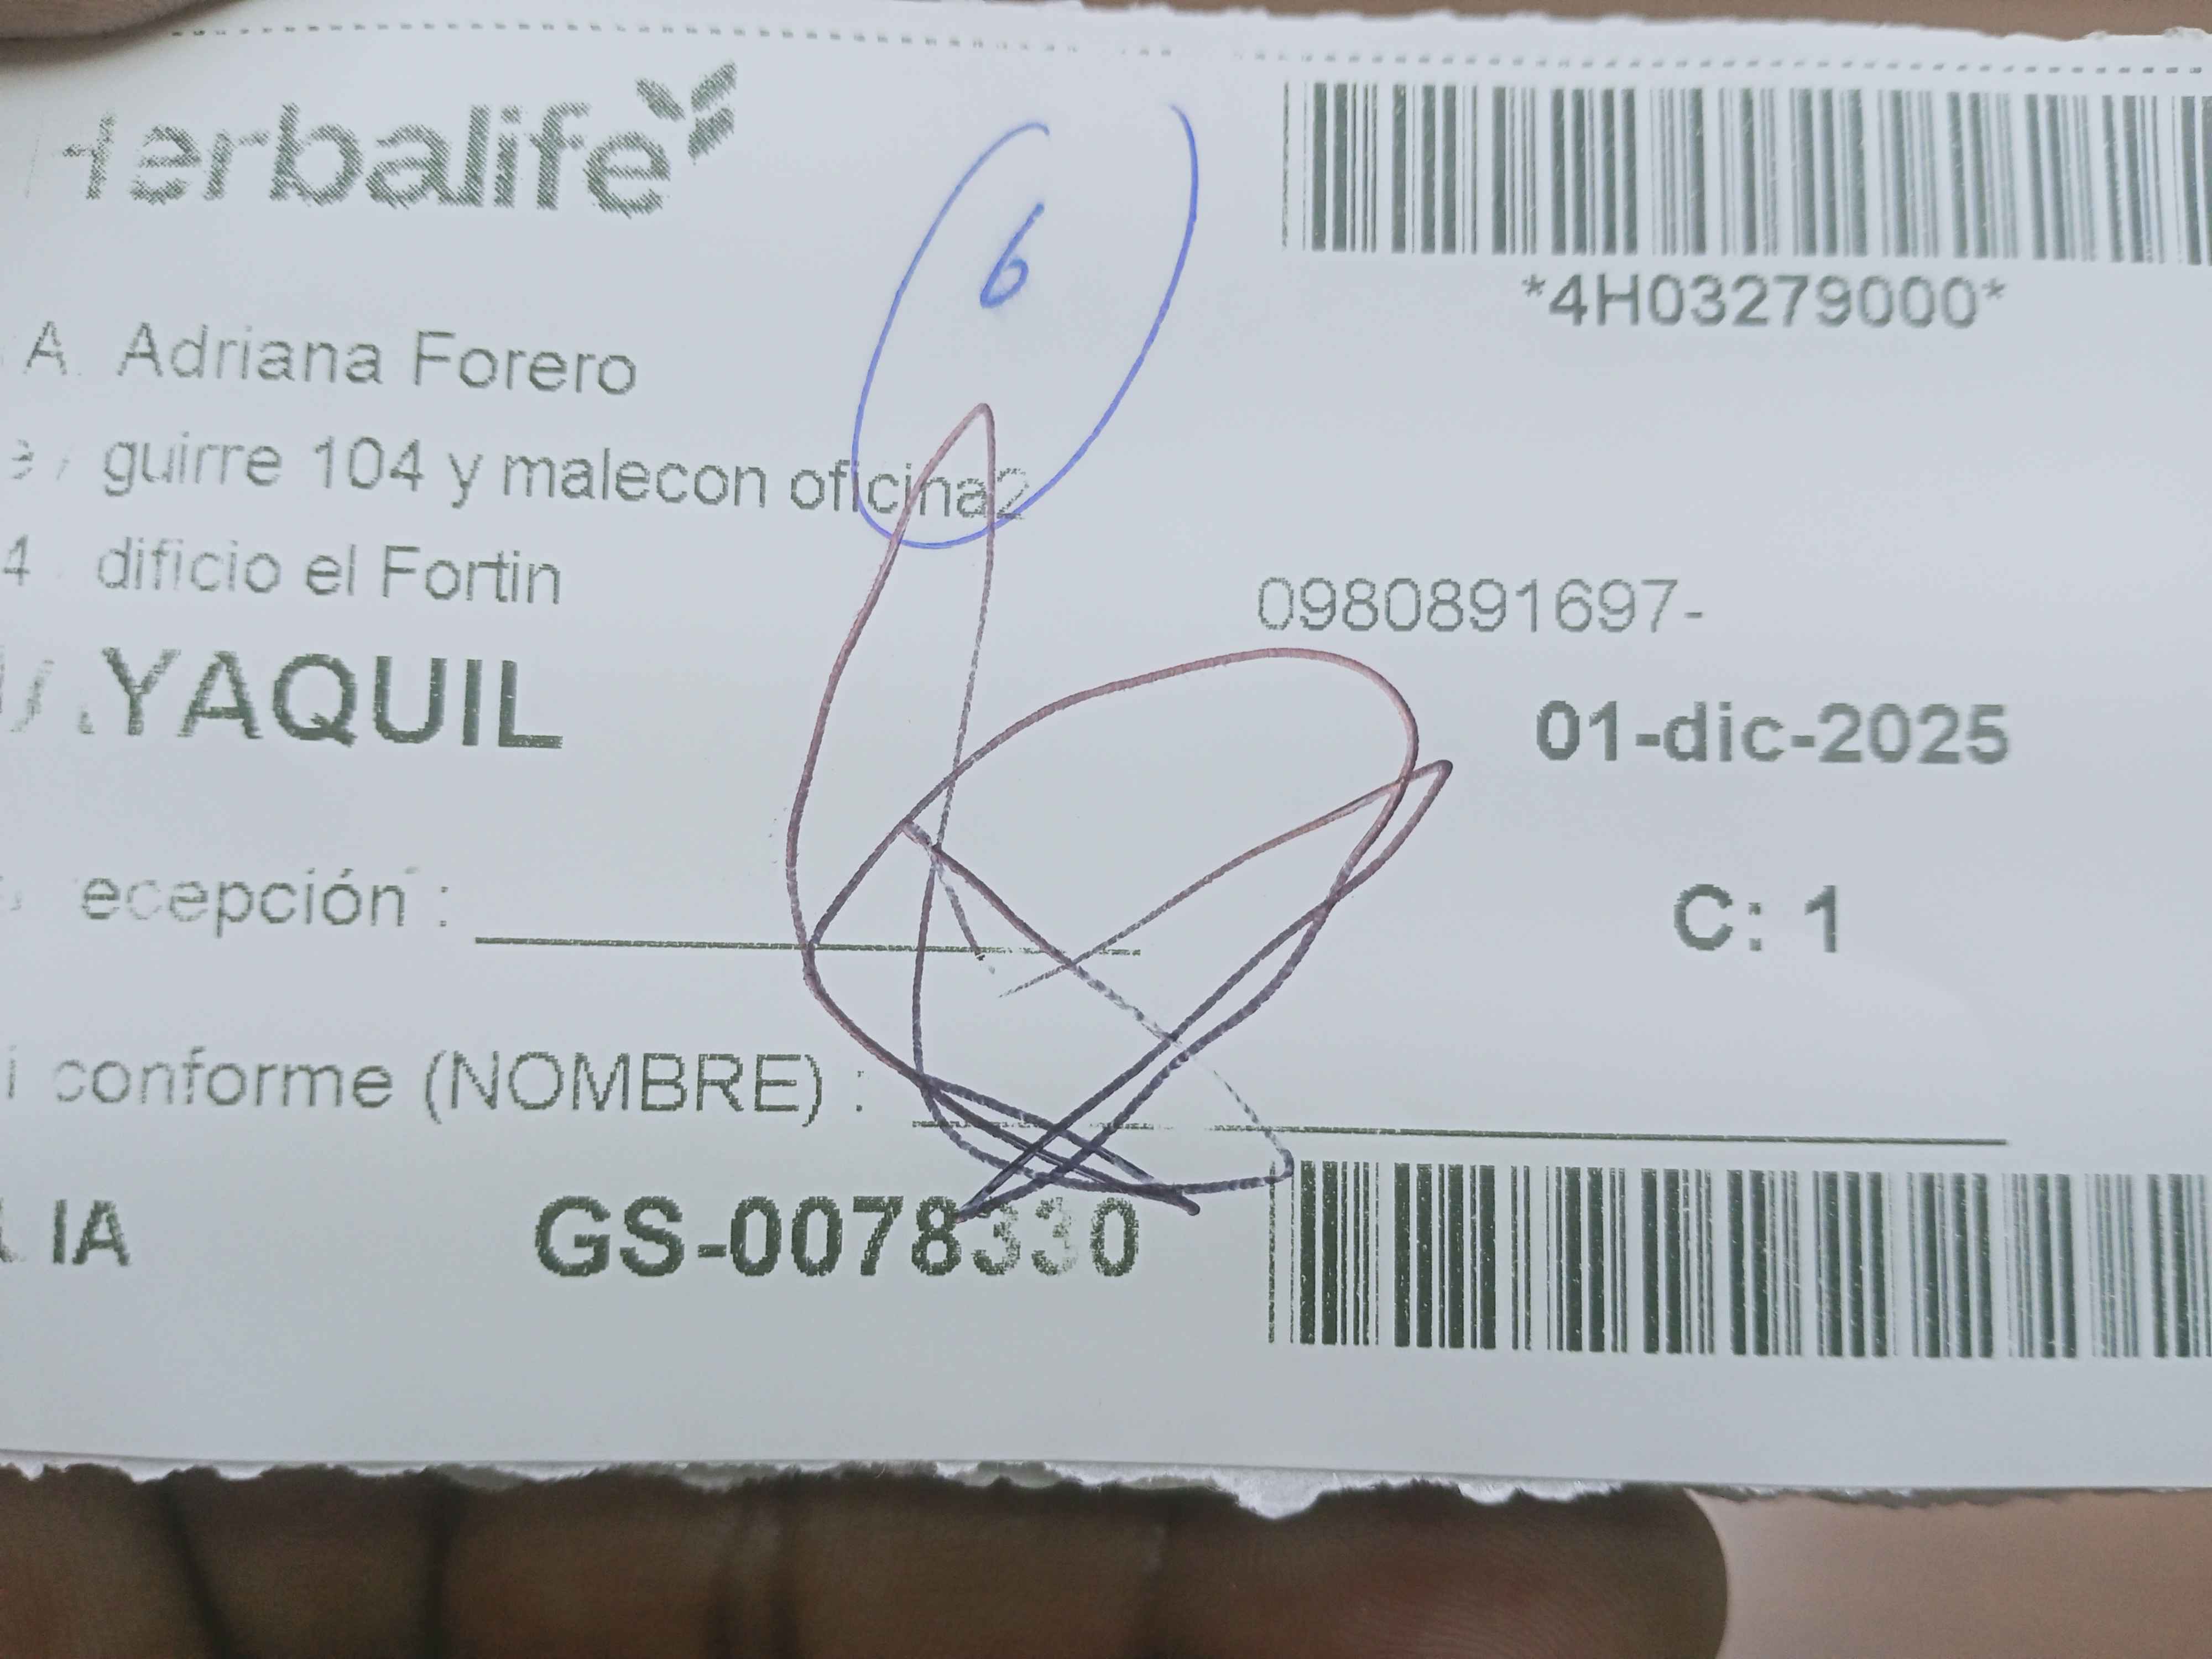 Herbalife
6
*4H03279000*
A. Adriana Forero
guirre 104 y malecon oficina2
4 dificio el Fortin
0980891697-
YAQUIL
01-dic-2025
ecepción :
C: 1
i conforme (NOMBRE) :
IA GS-0078330